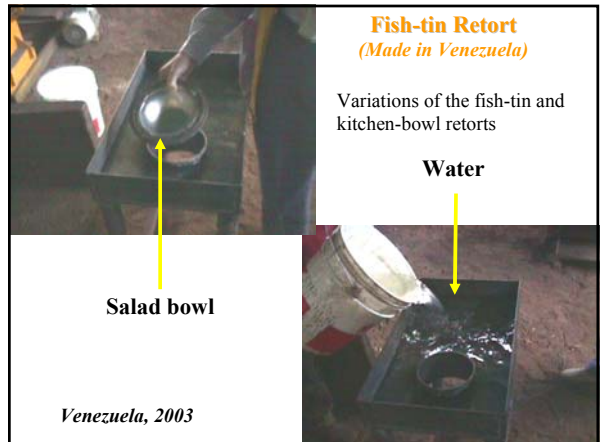 Fish-tin Retort
(Made in Venezuela)
Variations of the fish-tin and
kitchen-bowl retorts
Water
Salad bowl
Venezuela, 2003